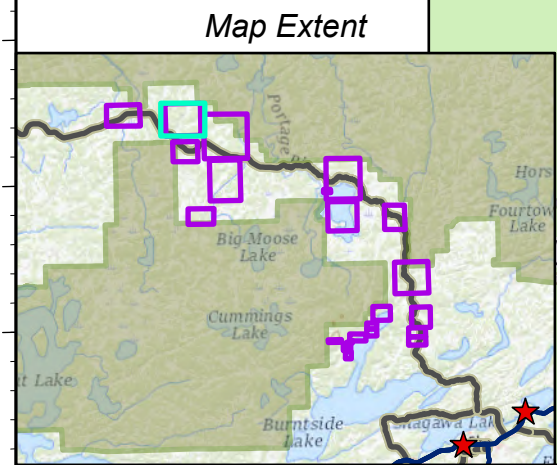 Map Extent
Portage
Hors
Fourtow
Lake
Big Moose
Lake
Cummings
Lake
t Lake
Burntside
Lake
Shagawa Lak